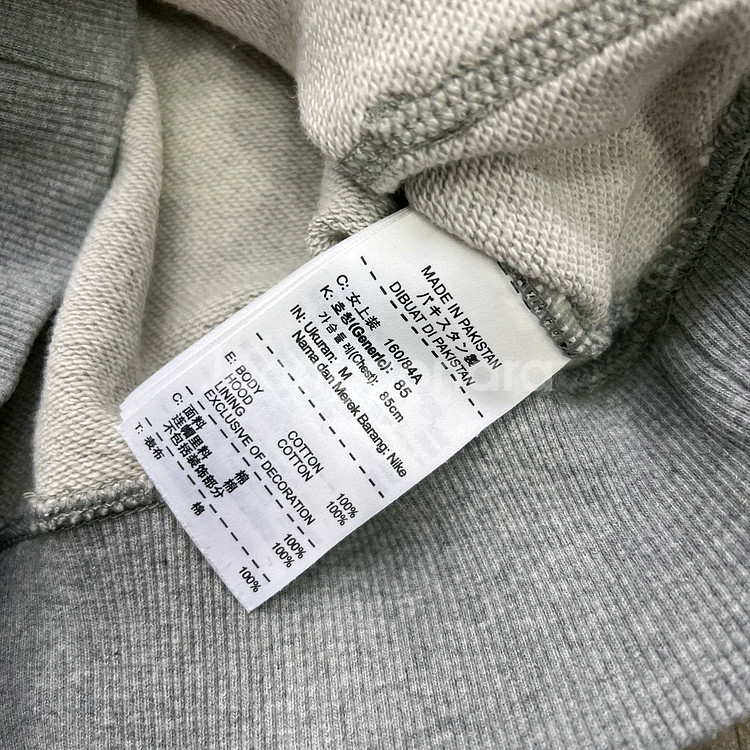 MADE IN PAKISTAN
パキスタン製
DIBUAT DI PAKISTAN
C: 女上装 160/84A
K: 호칭(Generic): 85
가슴둘레(Chest): 85cm
IN: Ukuran: M
Nama dan Merek Barang: Nike
E: BODY COTTON 100%
HOOD LINING COTTON 100%
EXCLUSIVE OF DECORATION
C: 面料 棉 100%
连帽里料 棉 100%
不包括装饰部分
T: 表布 棉 100%